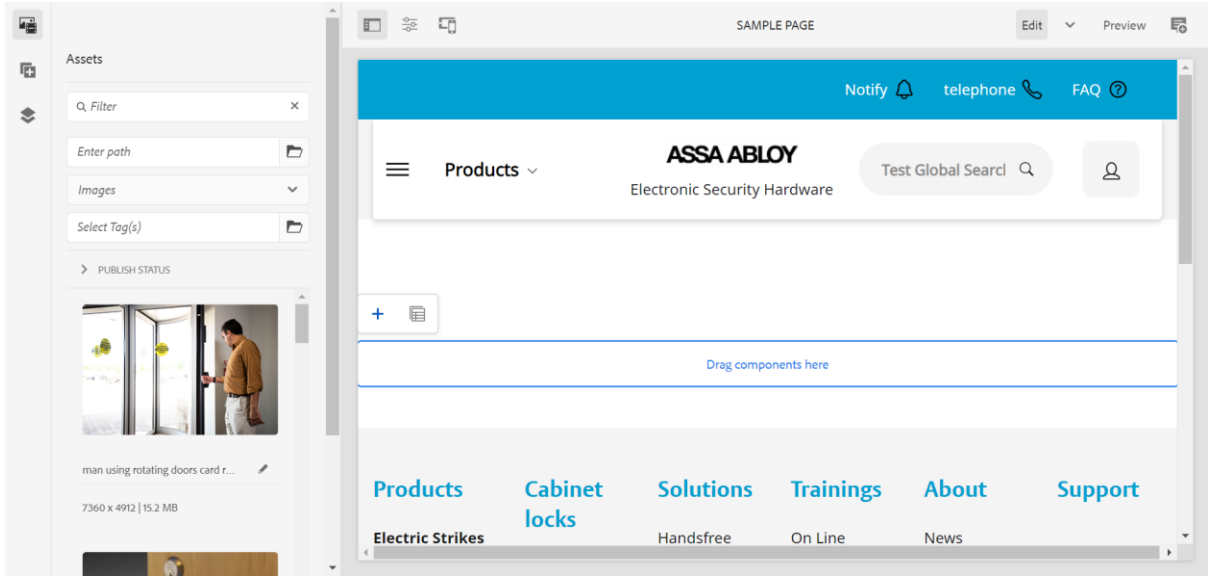 SAMPLE PAGE
Edit
Preview
Assets
Filter
Enter path
Images
Select Tag(s)
PUBLISH STATUS
man using rotating doors card r...
7360 x 4912 | 15.2 MB
Notify
telephone
FAQ
Products
ASSA ABLOY
Electronic Security Hardware
Test Global Searcl
Drag components here
Products
Electric Strikes
Cabinet
locks
Solutions
Handsfree
Trainings
On Line
About
News
Support